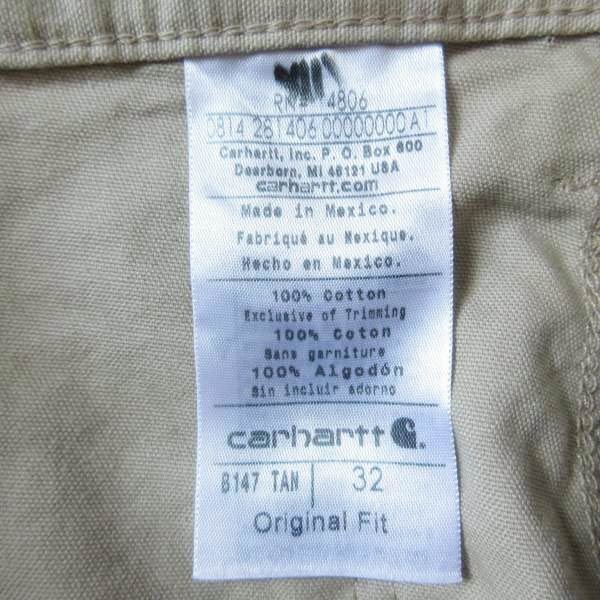 RN# 4806
0814 281406 00000000 A1
Carhartt, Inc. P. O. Box 600
Dearborn, MI 48121 USA
carhartt.com
Made in Mexico.
Fabriqué au Mexique.
Hecho en Mexico.
100% Cotton
Exclusive of Trimming
100% Coton
Sans garniture
100% Algodón
Sin incluir adorno
carhartt
B147 TAN | 32
Original Fit